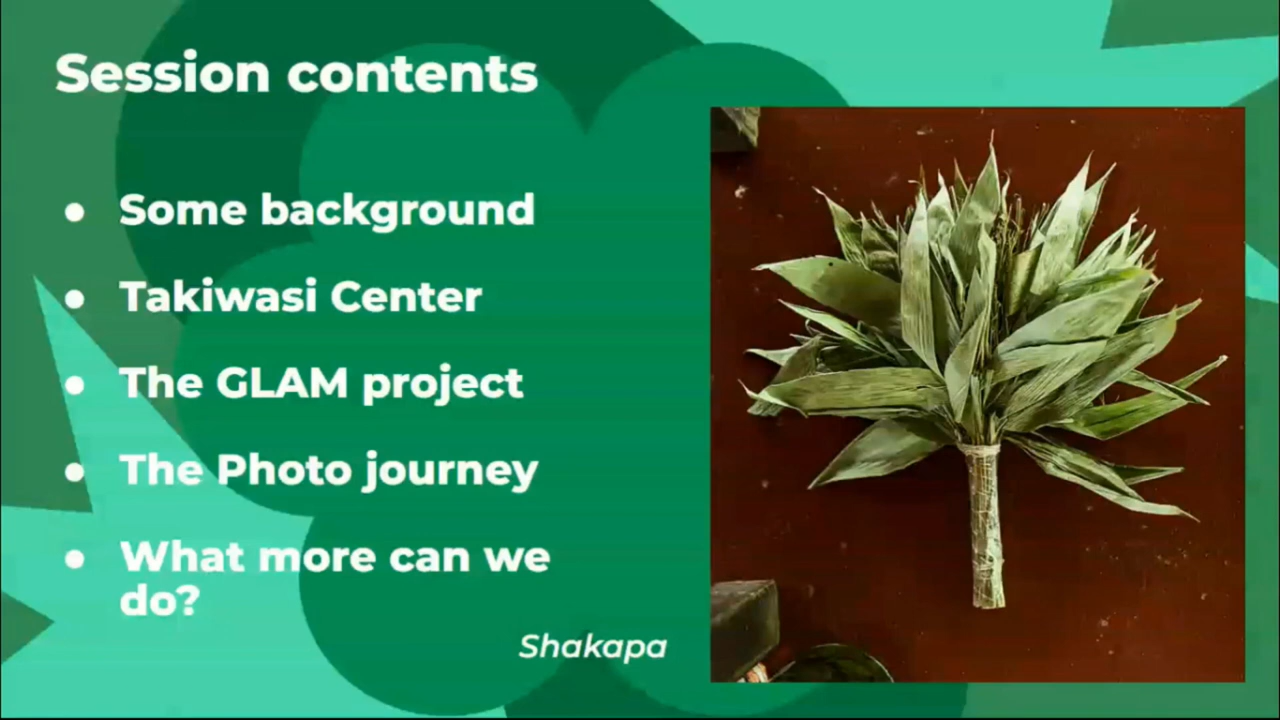 Session contents
● Some background
● Takiwasi Center
● The GLAM project
● The Photo journey
● What more can we
do?
Shakapa